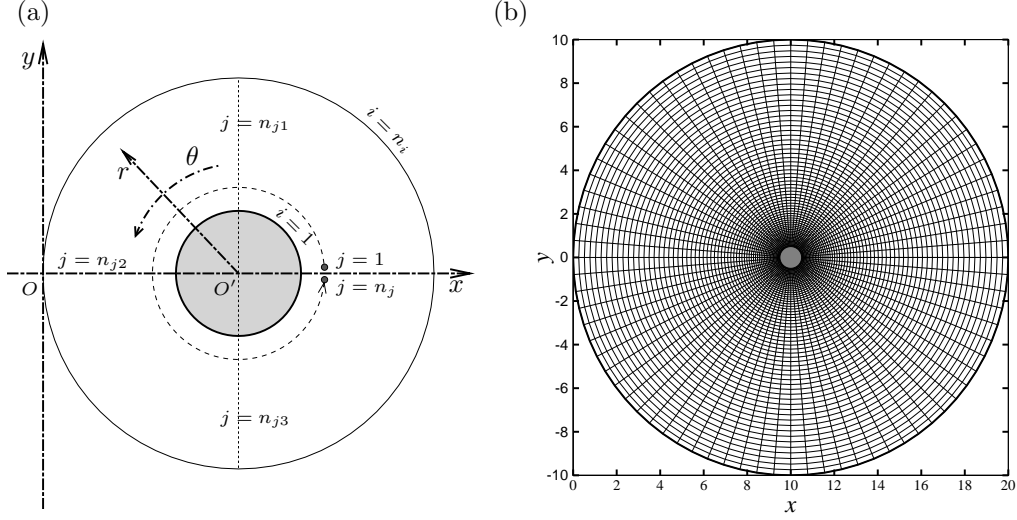 (a)
y
j = n_{j1}
i = n_i
θ
r
i = 1
j = n_{j2}
j = 1
O
O′
j = n_j
x
j = n_{j3}
(b)
10
8
6
4
2
0
-2
-4
-6
-8
-10
y
0 2 4 6 8 10 12 14 16 18 20
x